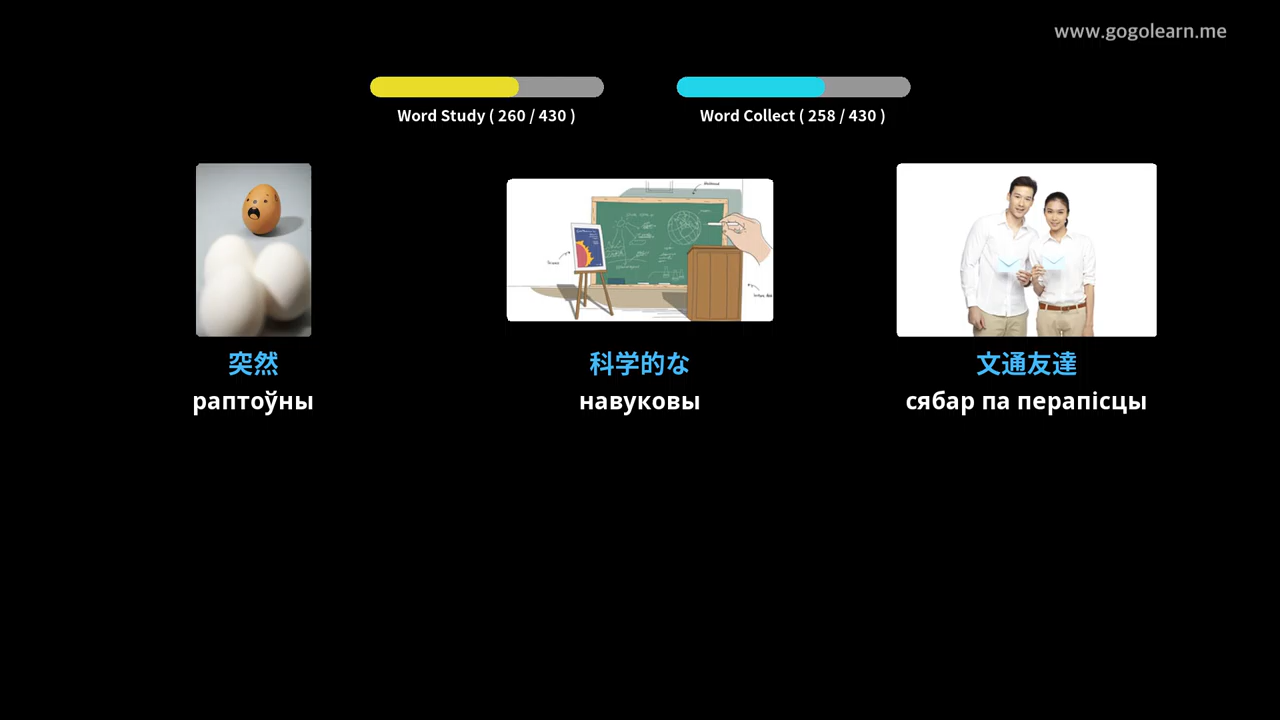 www.gogolearn.me
Word Study ( 260 / 430 )
Word Collect ( 258 / 430 )
突然
раптоўны
科学的な
навуковы
文通友達
сябар па перапісцы